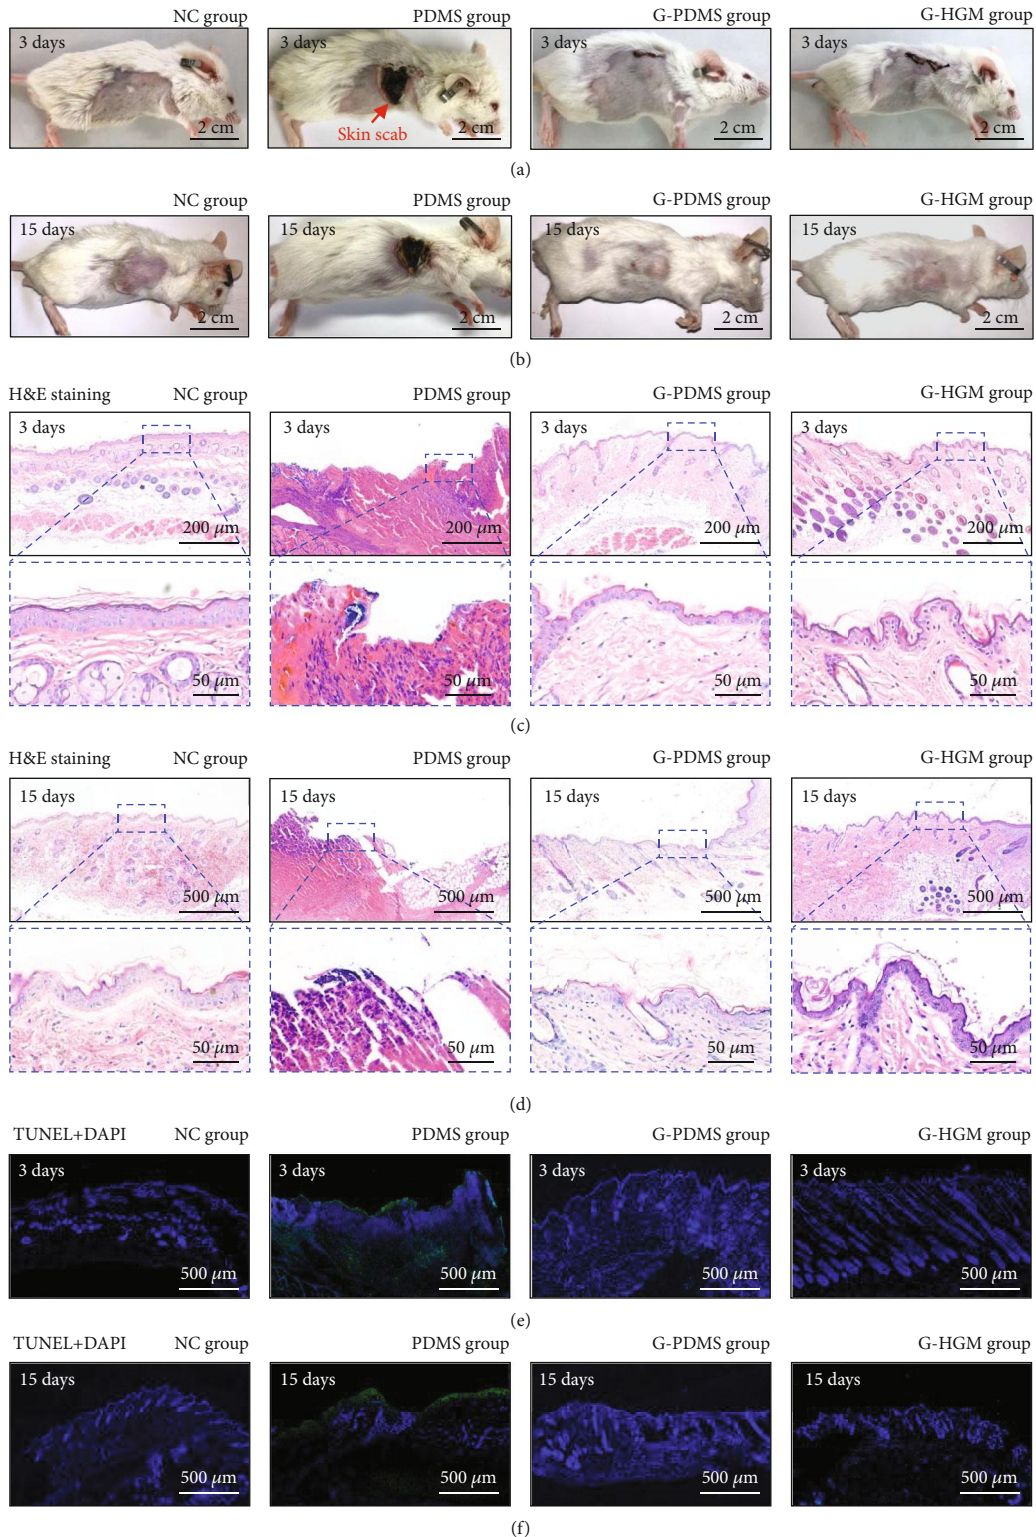 NC group PDMS group G-PDMS group G-HGM group
3 days 3 days 3 days 3 days
Skin scab
2 cm 2 cm 2 cm 2 cm
(a)
NC group PDMS group G-PDMS group G-HGM group
15 days 15 days 15 days 15 days
2 cm 2 cm 2 cm 2 cm
(b)
H&E staining NC group PDMS group G-PDMS group G-HGM group
3 days 3 days 3 days 3 days
200 μm 200 μm 200 μm 200 μm
50 μm 50 μm 50 μm 50 μm
(c)
H&E staining NC group PDMS group G-PDMS group G-HGM group
15 days 15 days 15 days 15 days
500 μm 500 μm 500 μm 500 μm
50 μm 50 μm 50 μm 50 μm
(d)
TUNEL+DAPI NC group PDMS group G-PDMS group G-HGM group
3 days 3 days 3 days 3 days
500 μm 500 μm 500 μm 500 μm
(e)
TUNEL+DAPI NC group PDMS group G-PDMS group G-HGM group
15 days 15 days 15 days 15 days
500 μm 500 μm 500 μm 500 μm
(f)